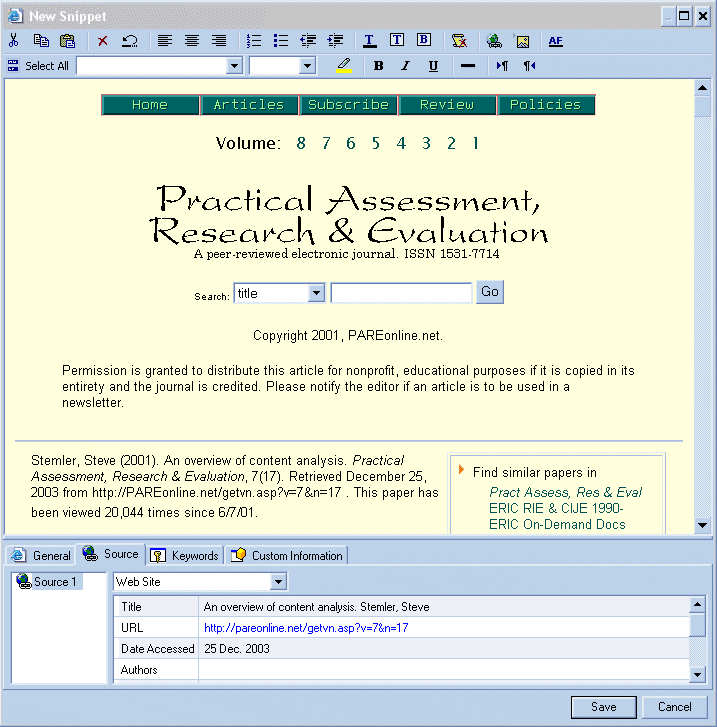 New Snippet
Select All
B I U
Home Articles Subscribe Review Policies
Volume: 8 7 6 5 4 3 2 1
Practical Assessment,
Research & Evaluation
A peer-reviewed electronic journal. ISSN 1531-7714
Search: title Go
Copyright 2001, PAREonline.net.
Permission is granted to distribute this article for nonprofit, educational purposes if it is copied in its
entirety and the journal is credited. Please notify the editor if an article is to be used in a
newsletter.
Stemler, Steve (2001). An overview of content analysis. Practical
Assessment, Research & Evaluation, 7(17). Retrieved December 25,
2003 from http://PAREonline.net/getvn.asp?v=7&n=17 . This paper has
been viewed 20,044 times since 6/7/01.
Find similar papers in
Pract Assess, Res & Eval
ERIC RIE & CIJE 1990-
ERIC On-Demand Docs
General Source Keywords Custom Information
Source 1
Web Site
Title An overview of content analysis. Stemler, Steve
URL http://pareonline.net/getvn.asp?v=7&n=17
Date Accessed 25 Dec. 2003
Authors
Save Cancel